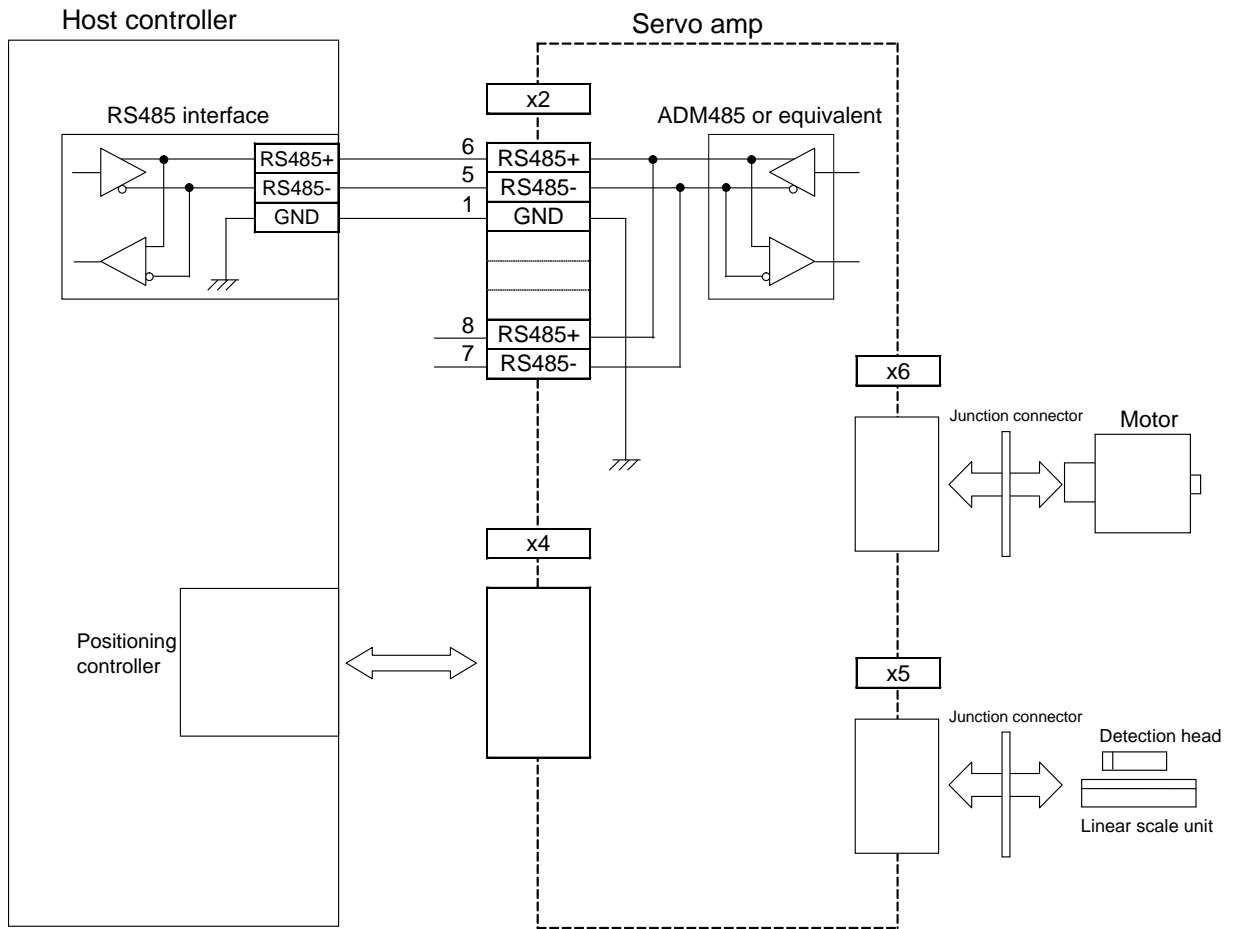 Host controller
Servo amp
x2
RS485 interface
ADM485 or equivalent
RS485+
6
RS485+
RS485-
5
RS485-
GND
1
GND
8
RS485+
7
RS485-
x6
Junction connector
Motor
x4
Positioning
controller
x5
Junction connector
Detection head
Linear scale unit